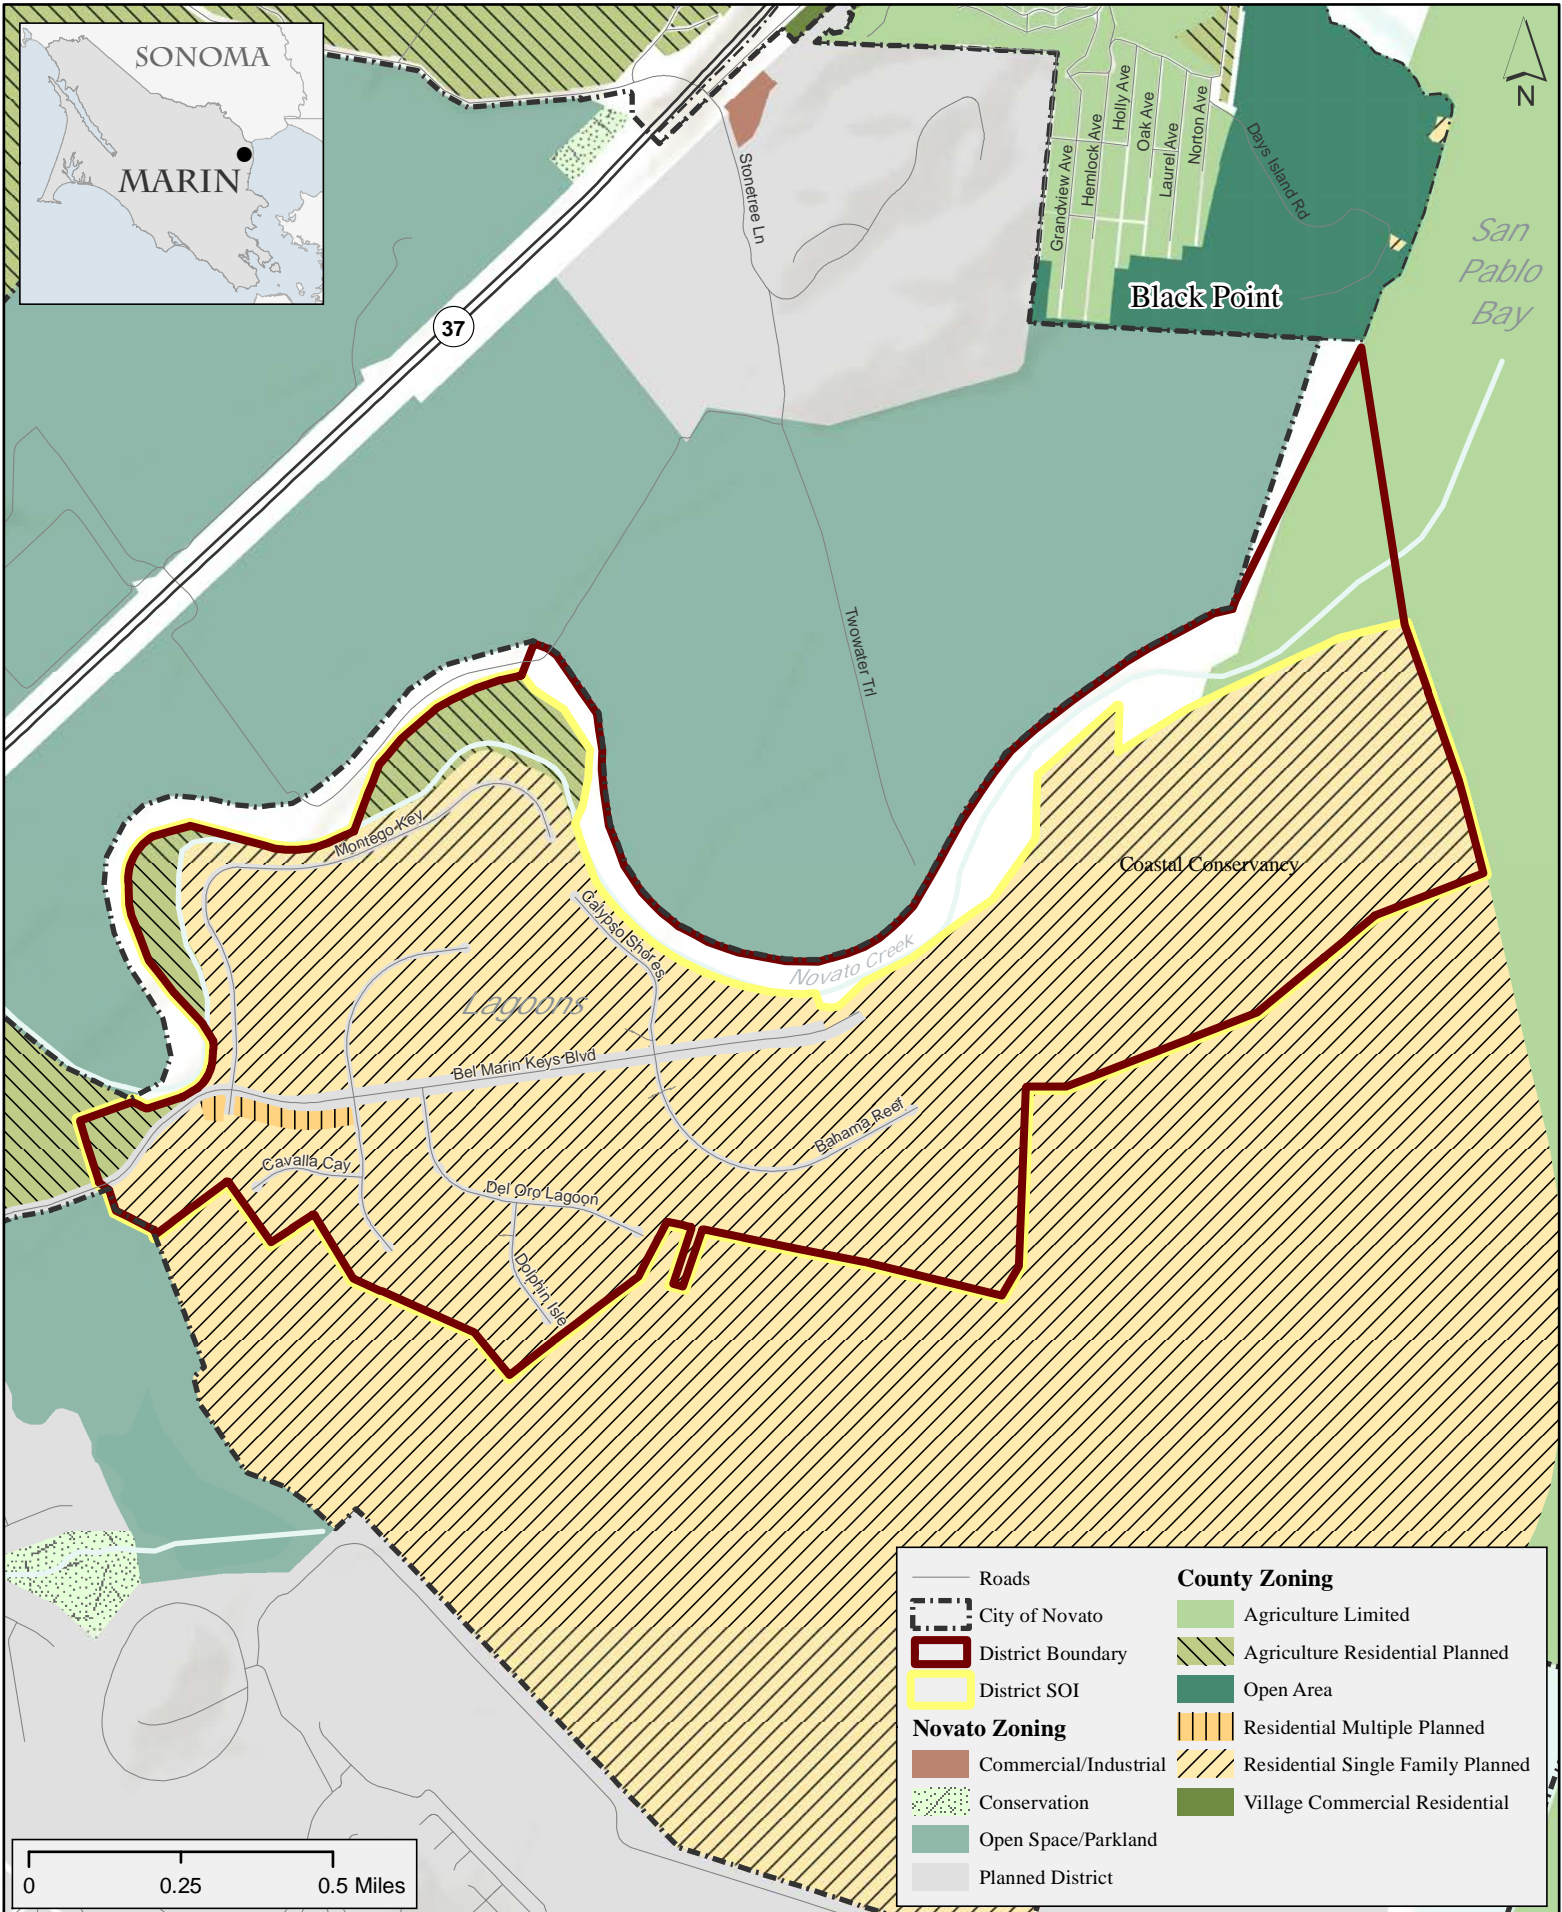 SONOMA
MARIN
N
37
Stonetree Ln
Grandview Ave
Hemlock Ave
Holly Ave
Oak Ave
Laurel Ave
Norton Ave
Days Island Rd
Black Point
San
Pablo
Bay
Twowater Trl
Montego Key
Calypso Shores
Coastal Conservancy
Novato Creek
Lagoons
Bel Marin Keys Blvd
Bahama Reef
Cavalla Cay
Del Oro Lagoon
Dolphin Isle
Roads
City of Novato
District Boundary
District SOI
Novato Zoning
Commercial/Industrial
Conservation
Open Space/Parkland
Planned District
County Zoning
Agriculture Limited
Agriculture Residential Planned
Open Area
Residential Multiple Planned
Residential Single Family Planned
Village Commercial Residential
0 0.25 0.5 Miles